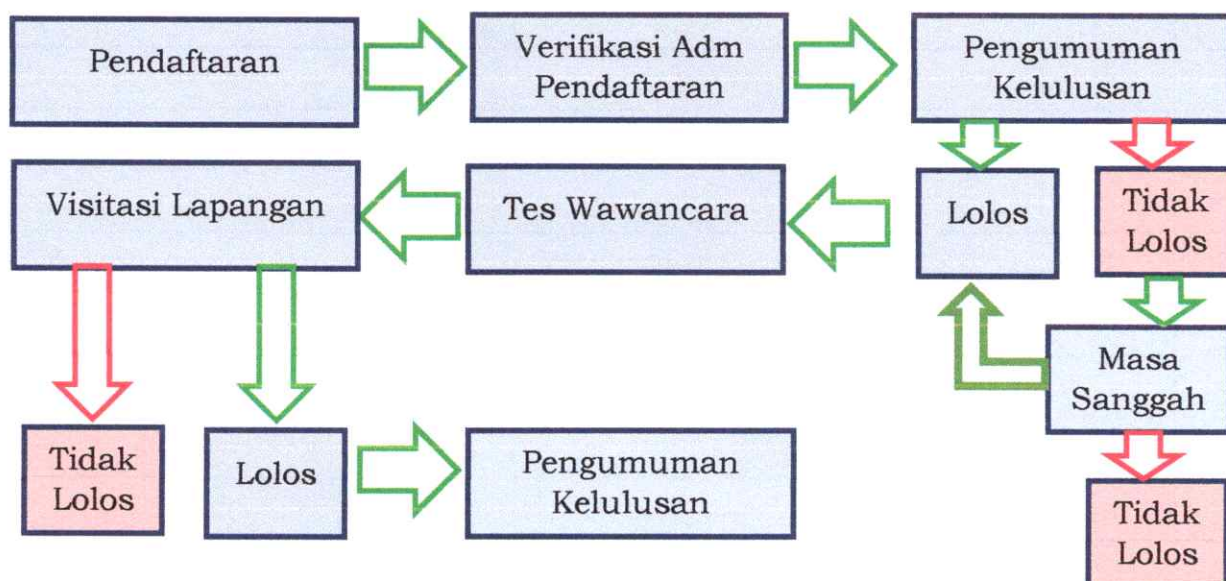 Pendaftaran
Verifikasi Adm
Pendaftaran
Pengumuman
Kelulusan
Visitasi Lapangan
Tes Wawancara
Lolos
Tidak
Lolos
Masa
Sanggah
Tidak
Lolos
Lolos
Pengumuman
Kelulusan
Tidak
Lolos